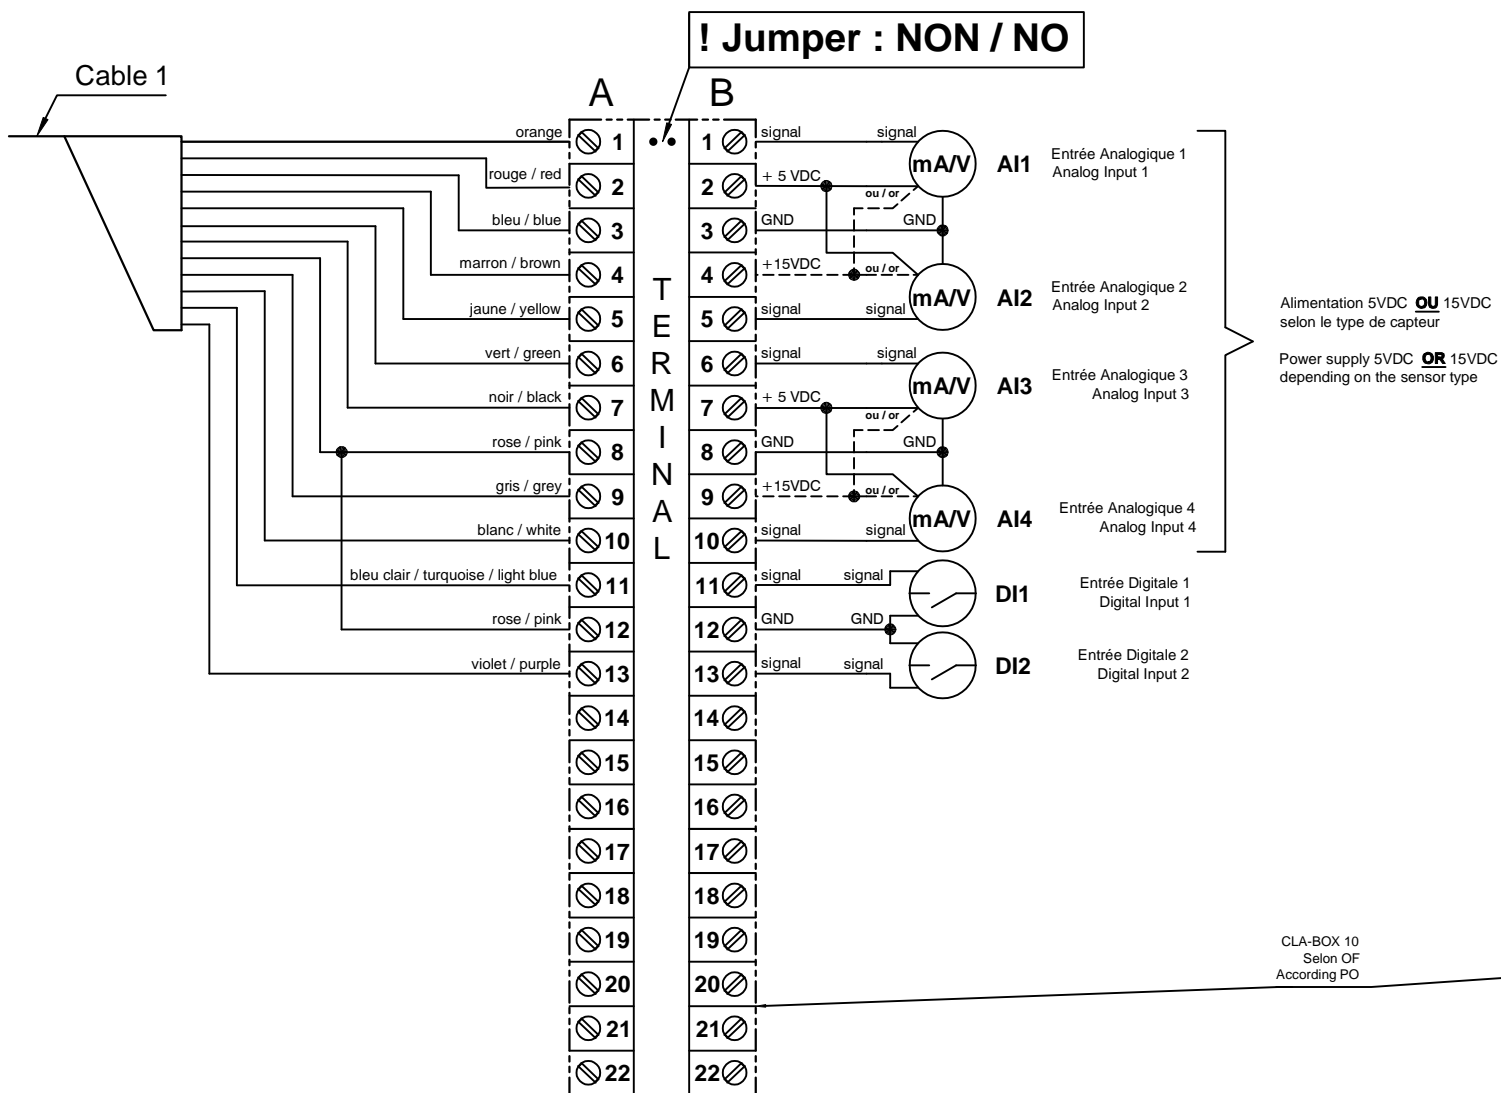 ! Jumper : NON / NO
Cable 1
A
B
orange
1
1
signal
signal
mA/V
AI1
Entrée Analogique 1
Analog Input 1
rouge / red
2
2
+ 5 VDC
ou / or
bleu / blue
3
3
GND
GND
marron / brown
4
4
+15VDC
ou / or
mA/V
AI2
Entrée Analogique 2
Analog Input 2
jaune / yellow
5
5
signal
signal
Alimentation 5VDC OU 15VDC
selon le type de capteur
Power supply 5VDC OR 15VDC
depending on the sensor type
TERMINAL
vert / green
6
6
signal
signal
mA/V
AI3
Entrée Analogique 3
Analog Input 3
noir / black
7
7
+ 5 VDC
ou / or
rose / pink
8
8
GND
GND
gris / grey
9
9
+15VDC
ou / or
mA/V
AI4
Entrée Analogique 4
Analog Input 4
blanc / white
10
10
signal
signal
bleu clair / turquoise / light blue
11
11
signal
signal
DI1
Entrée Digitale 1
Digital Input 1
rose / pink
12
12
GND
GND
violet / purple
13
13
signal
signal
DI2
Entrée Digitale 2
Digital Input 2
14
14
15
15
16
16
17
17
18
18
19
19
CLA-BOX 10
Selon OF
According PO
20
20
21
21
22
22